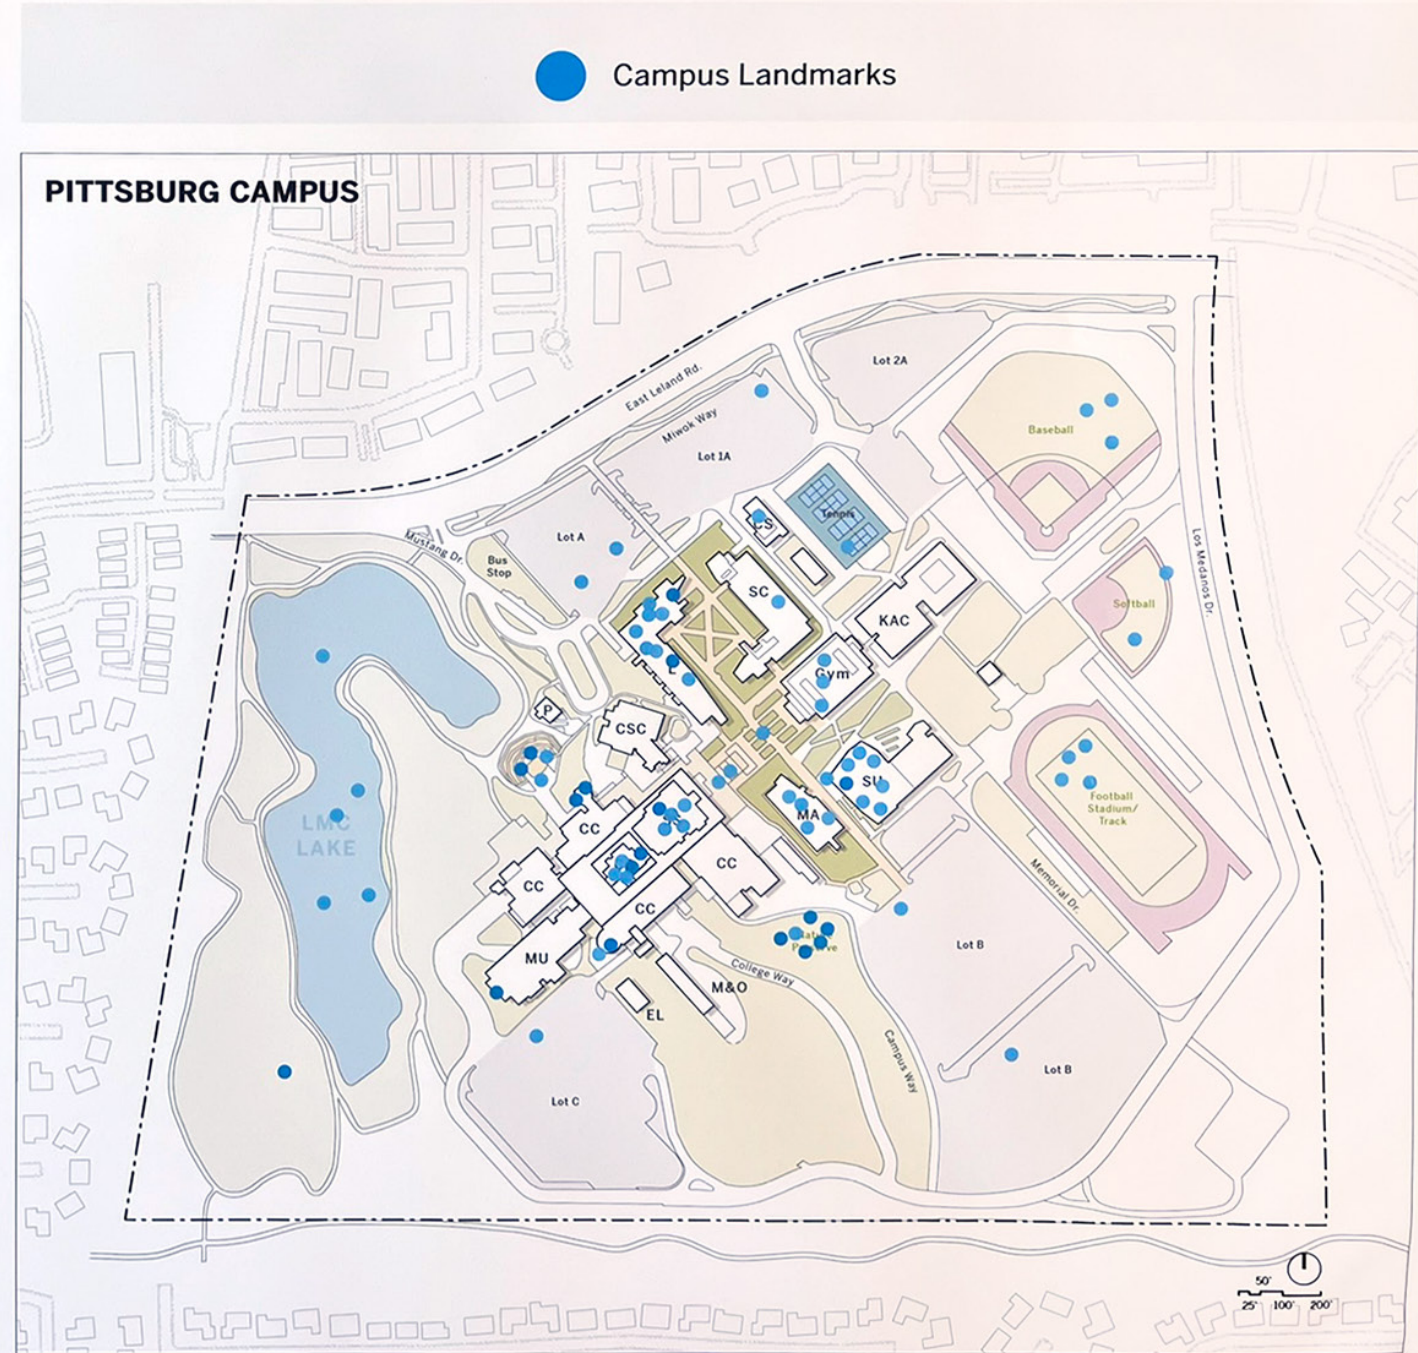 Campus Landmarks
PITTSBURG CAMPUS
Lot 2A
East Leland Rd.
Miwok Way
Baseball
Lot 1A
Tennis
Lot A
Mustang Dr.
Bus
Stop
Los Medanos Dr.
SC
KAC
Softball
Gym
P
CSC
SU
Football
Stadium/
Track
MA
LMC
LAKE
CC
CC
CC
Memorial Dr.
CC
Lot B
MU
College Way
M&O
EL
Campus Way
Lot B
Lot C
50'
25' 100' 200'